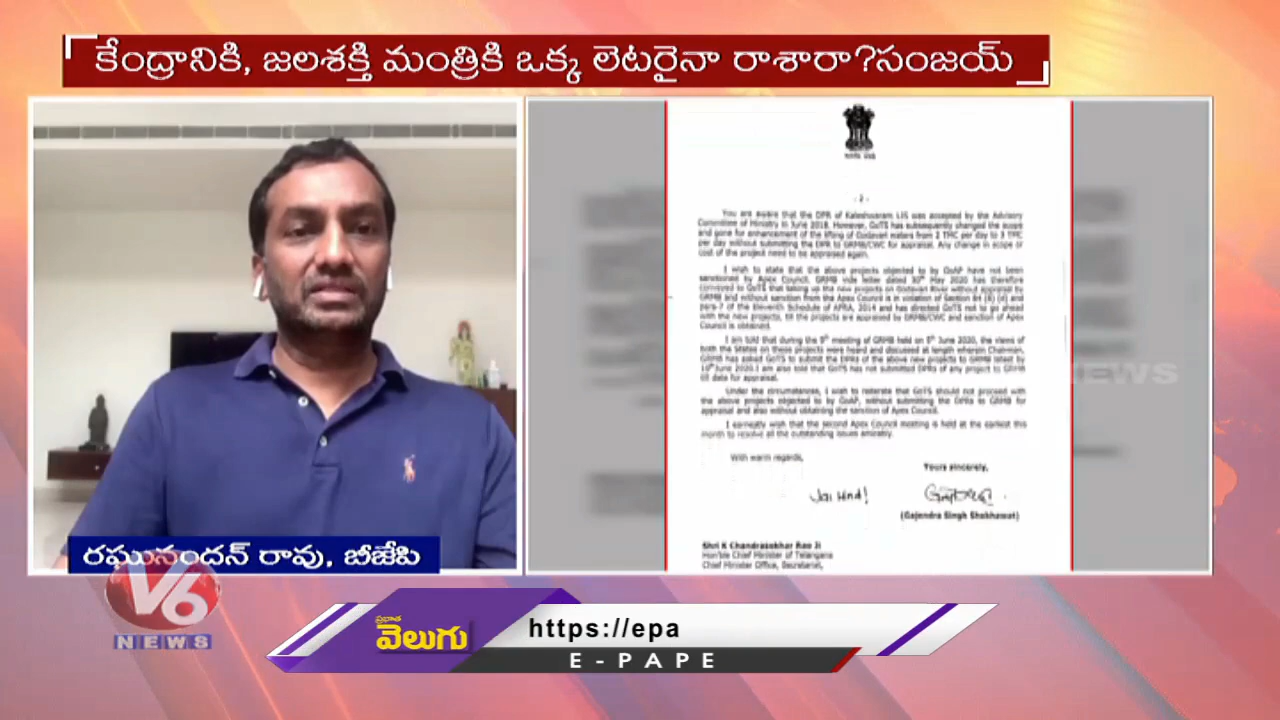 కేంద్రానికి, జలశక్తి మంత్రికి ఒక్క లెటరైనా రాశారా?సంజయ్
- 2 -
You are aware that the DPR of Kaleshwaram LIS was accepted by the Advisory
Committee of Ministry in June 2018. However, GoTS has subsequently changed the scope
and gone for enhancement of the lifting of Godavari waters from 2 TMC per day to 3 TMC
per day without submitting the DPR to GRMB/CWC for appraisal. Any change in scope or
cost of the project need to be appraised again.
I wish to state that the above projects objected to by GoAP have not been
sanctioned by Apex Council. GRMB vide letter dated 30th May 2020 has therefore
conveyed to GoTS that taking up the new projects on Godavari River without appraisal by
GRMB and without sanction from the Apex Council is in violation of Section 84 (d) and
para-7 of the Eleventh Schedule of APRA, 2014 and has directed GoTS not to go ahead
with the new projects, till the projects are appraised by GRMB/CWC and sanction of Apex
Council is obtained.
I am told that during the 9th meeting of GRMB held on 5th June 2020, the views of
both the States on these projects were heard and discussed at length wherein Chairman,
GRMB has asked GoTS to submit the DPRs of the above new projects to GRMB latest by
10th June 2020. I am also told that GoTS has not submitted DPRs of any project to GRMB
till date for appraisal.
Under the circumstances, I wish to reiterate that GoTS should not proceed with
the above projects objected to by GoAP, without submitting the DPRs to GRMB for
appraisal and also without obtaining the sanction of Apex Council.
I earnestly wish that the second Apex Council meeting is held at the earliest this
month to resolve all the outstanding issues amicably.
With warm regards,
Yours sincerely,
Jai Hind!
(Gajendra Singh Shekhawat)
Shri K Chandrasekhar Rao Ji
Hon'ble Chief Minister of Telangana
Chief Minister Office, Secretariat,
NEWS
రఘునందన్ రావు, బీజేపి
V6
NEWS
ప్రభాత
వెలుగు
https://epa
E-PAPE